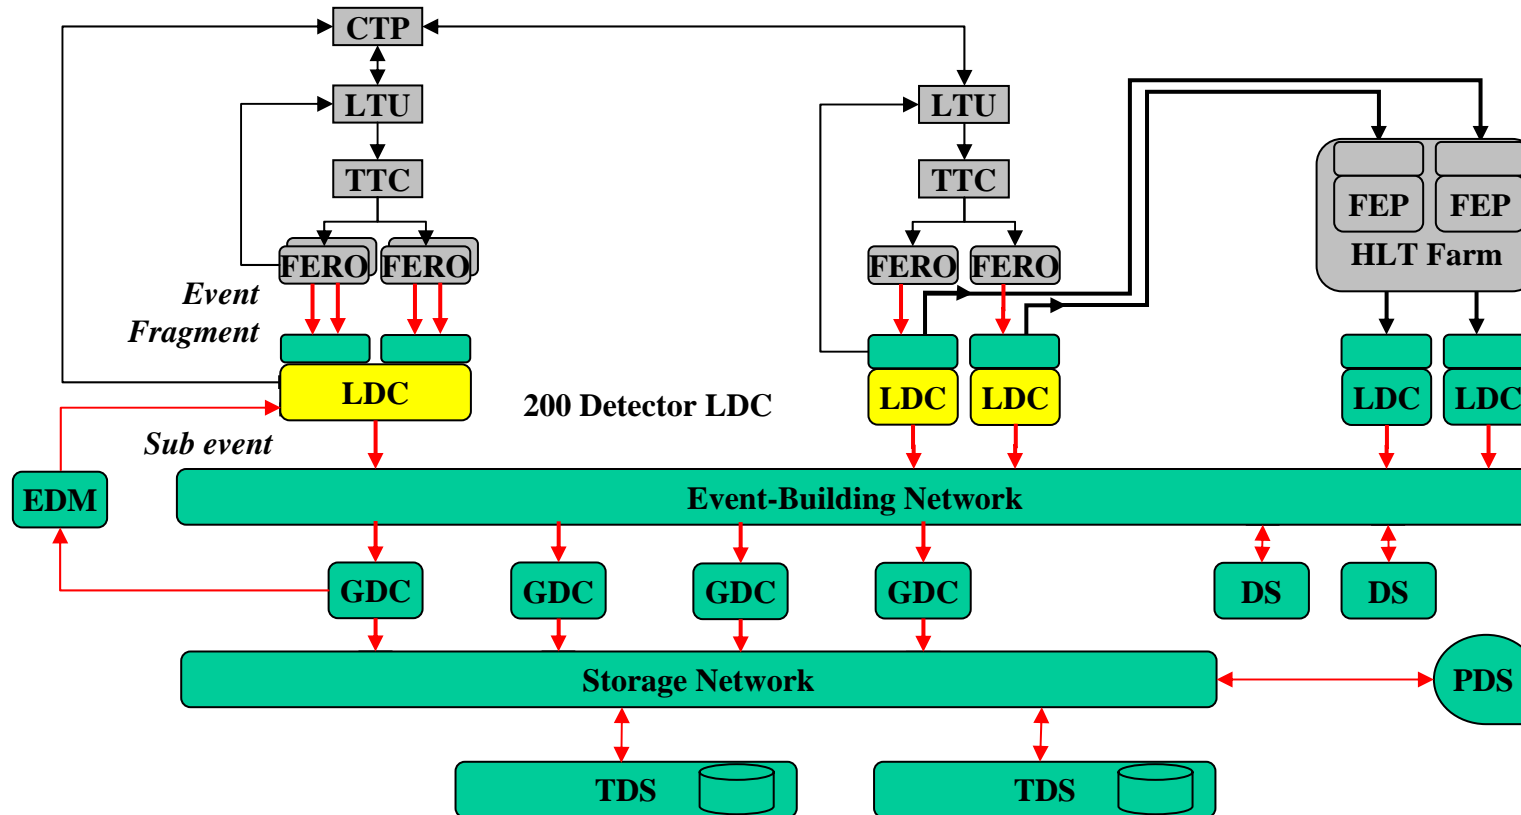 CTP
LTU
LTU
TTC
TTC
FEP
FEP
HLT Farm
FERO
FERO
FERO
FERO
Event
Fragment
LDC
200 Detector LDC
LDC
LDC
LDC
LDC
Sub event
EDM
Event-Building Network
GDC
GDC
GDC
GDC
DS
DS
Storage Network
PDS
TDS
TDS